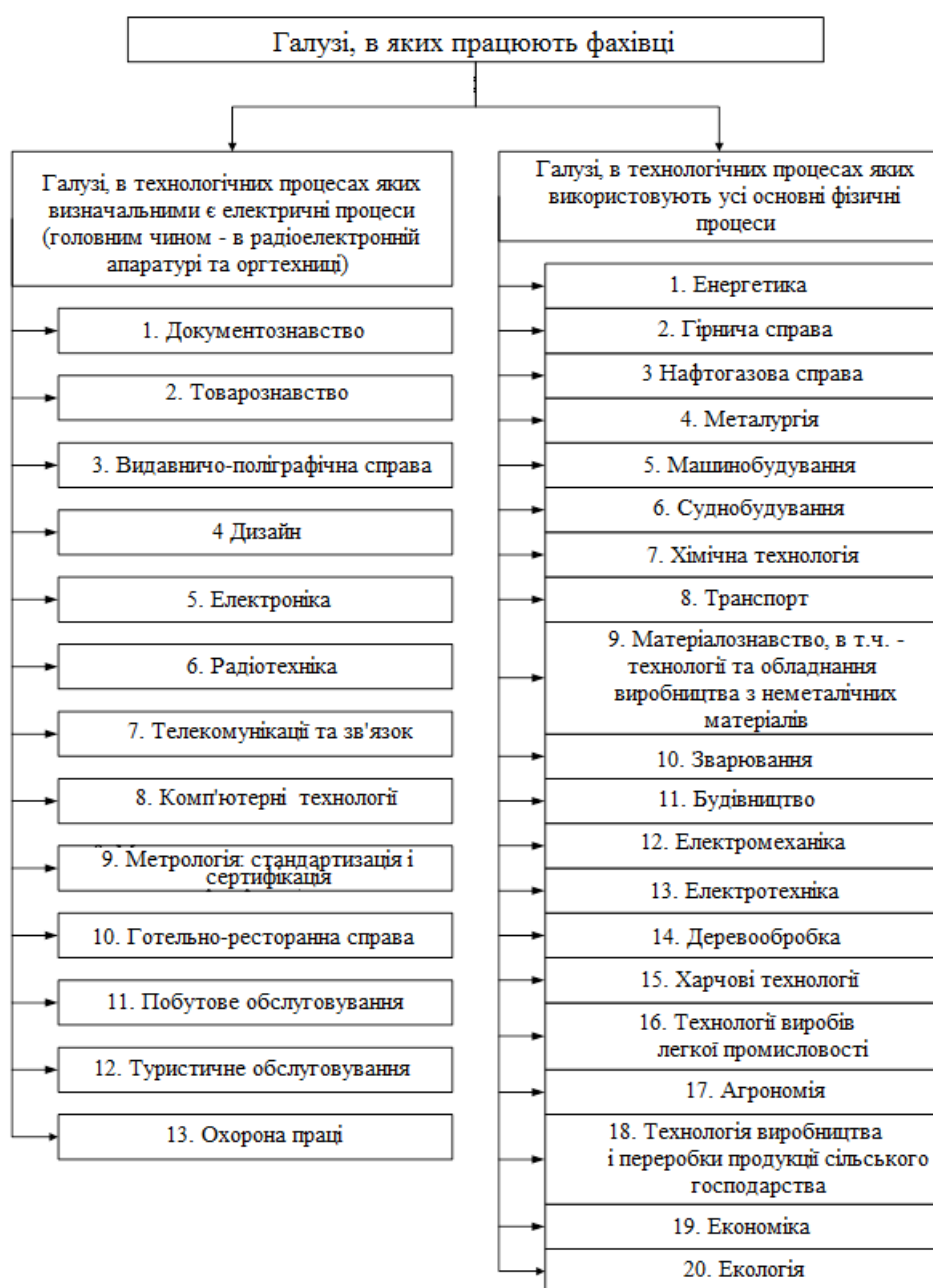 Галузі, в яких працюють фахівці
Галузі, в технологічних процесах яких
визначальними є електричні процеси
(головним чином - в радіоелектронній
апаратурі та оргтехниці)
1. Документознавство
2. Товарознавство
3. Видавничо-поліграфічна справа
4 Дизайн
5. Електроніка
6. Радіотехніка
7. Телекомунікації та зв'язок
8. Комп'ютерні технології
9. Метрологія: стандартизація і
сертифікація
10. Готельно-ресторанна справа
11. Побутове обслуговування
12. Туристичне обслуговування
13. Охорона праці
Галузі, в технологічних процесах яких
використовують усі основні фізичні
процеси
1. Енергетика
2. Гірнича справа
3 Нафтогазова справа
4. Металургія
5. Машинобудування
6. Суднобудування
7. Хімічна технологія
8. Транспорт
9. Матеріалознавство, в т.ч. -
технології та обладнання
виробництва з неметалічних
матеріалів
10. Зварювання
11. Будівництво
12. Електромеханіка
13. Електротехніка
14. Деревообробка
15. Харчові технології
16. Технології виробів
легкої промисловості
17. Агрономія
18. Технологія виробництва
і переробки продукції сільського
господарства
19. Економіка
20. Екологія